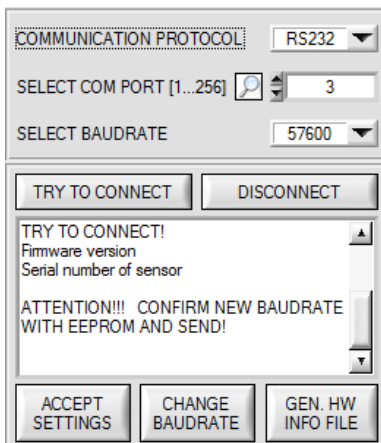 COMMUNICATION PROTOCOL RS232
SELECT COM PORT [1...256] 3
SELECT BAUDRATE 57600
TRY TO CONNECT DISCONNECT
TRY TO CONNECT!
Firmware version
Serial number of sensor
ATTENTION!!! CONFIRM NEW BAUDRATE
WITH EEPROM AND SEND!
ACCEPT CHANGE GEN. HW
SETTINGS BAUDRATE INFO FILE